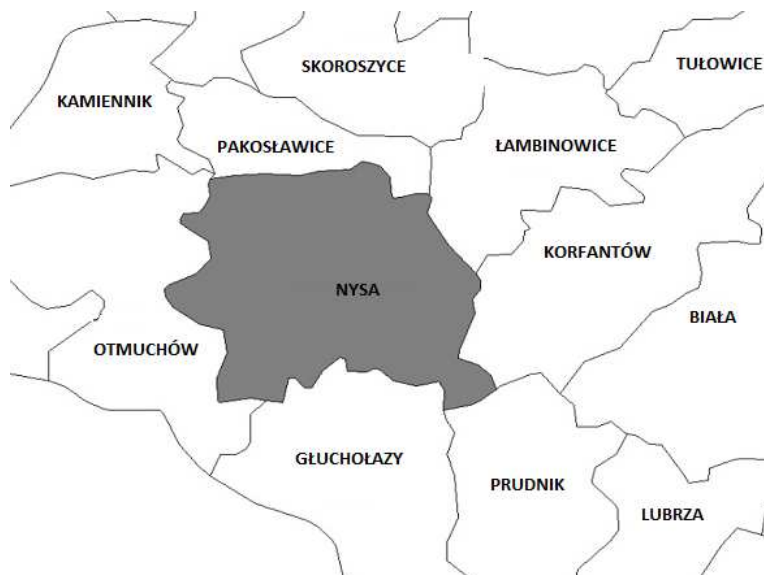 SKOROSZYCE
TUŁOWICE
KAMIENNIK
PAKOSŁAWICE
ŁAMBINOWICE
KORFANTÓW
NYSA
BIAŁA
OTMUCHÓW
GŁUCHOŁAZY
PRUDNIK
LUBRZA